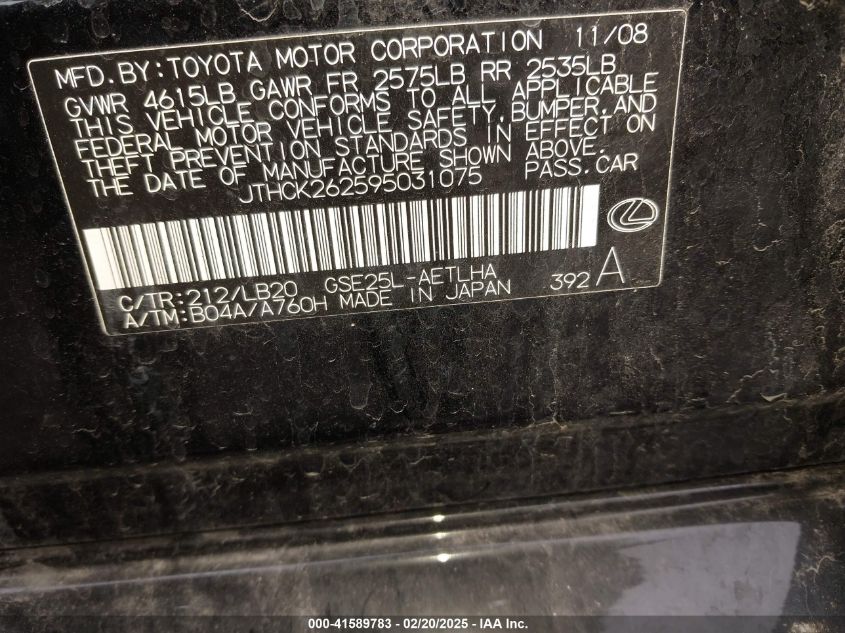 MFD.BY:TOYOTA MOTOR CORPORATION 11/08
GVWR 4615LB GAWR FR 2575LB RR 2535LB
THIS VEHICLE CONFORMS TO ALL APPLICABLE
FEDERAL MOTOR VEHICLE SAFETY,BUMPER,AND
THEFT PREVENTION STANDARDS IN EFFECT ON
THE DATE OF MANUFACTURE SHOWN ABOVE.
JTHCK262595031075 PASS.CAR
C/TR:212/LB20 GSE25L-AETLHA 392 A
A/TM:B04A/A760H MADE IN JAPAN
000-41589783 - 02/20/2025 - IAA Inc.